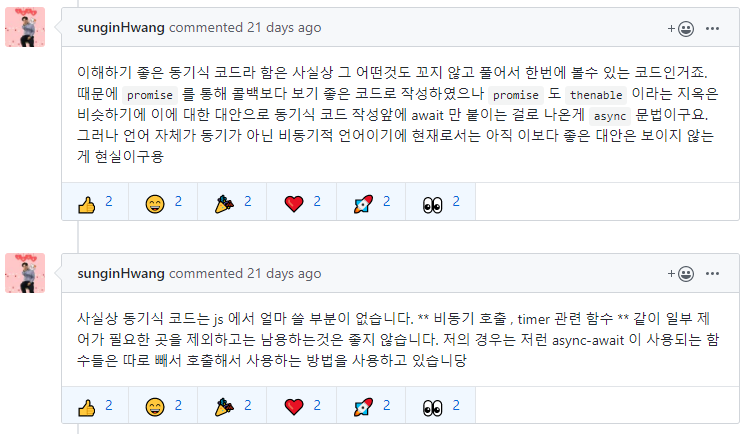 sunginHwang commented 21 days ago
이해하기 좋은 동기식 코드라 함은 사실상 그 어떤것도 꼬지 않고 풀어서 한번에 볼수 있는 코드인거죠.
때문에 promise 를 통해 콜백보다 보기 좋은 코드로 작성하였으나 promise 도 thenable 이라는 지옥은
비슷하기에 이에 대한 대안으로 동기식 코드 작성앞에 await 만 붙이는 걸로 나온게 async 문법이구요.
그러나 언어 자체가 동기가 아닌 비동기적 언어이기에 현재로서는 아직 이보다 좋은 대안은 보이지 않는
게 현실이구용
👍 2 😄 2 🎉 2 ❤️ 2 🚀 2 👀 2
sunginHwang commented 21 days ago
사실상 동기식 코드는 js 에서 얼마 쓸 부분이 없습니다. ** 비동기 호출 , timer 관련 함수 ** 같이 일부 제
어가 필요한 곳을 제외하고는 남용하는것은 좋지 않습니다. 저의 경우는 저런 async-await 이 사용되는 함
수들은 따로 빼서 호출해서 사용하는 방법을 사용하고 있습니당
👍 2 😄 2 🎉 2 ❤️ 2 🚀 2 👀 2